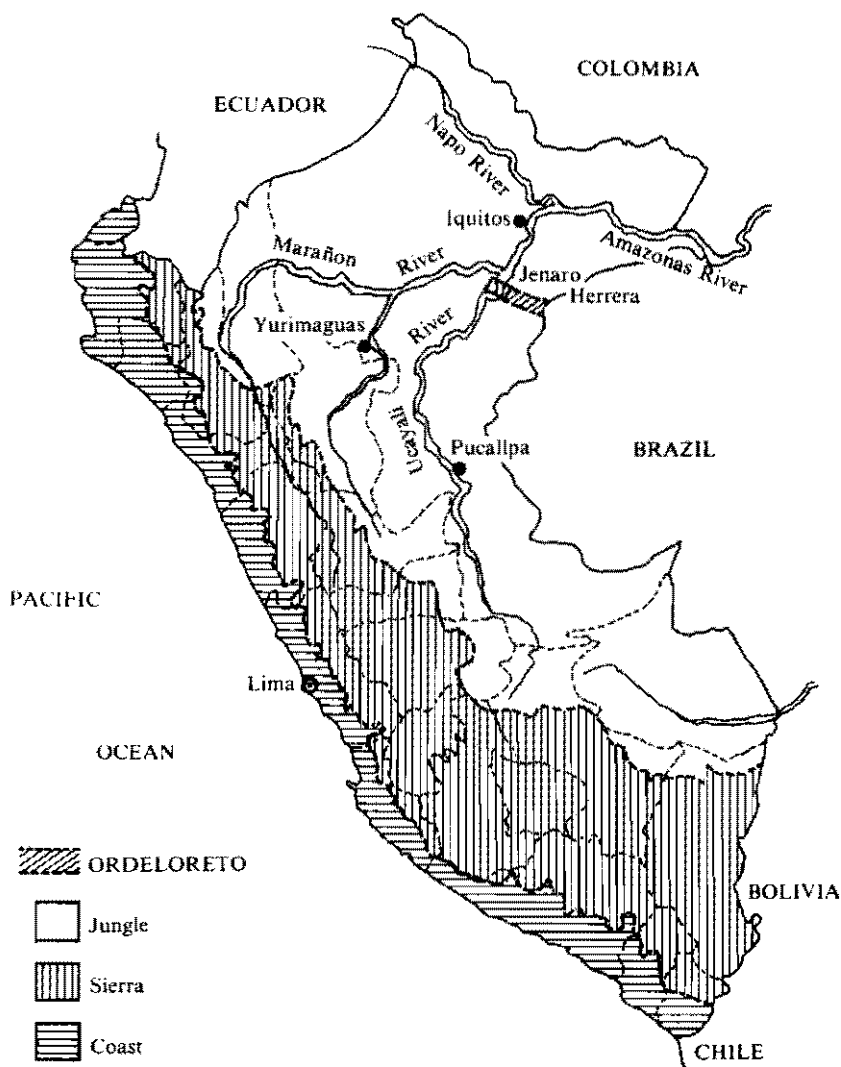 COLOMBIA
ECUADOR
Napo River
Iquitos
Amazonas River
Marañon River
Jenaro
Herrera
Yurimaguas
Ucayali River
Pucallpa
BRAZIL
PACIFIC
Lima
OCEAN
ORDELORETO
BOLIVIA
Jungle
Sierra
Coast
CHILE